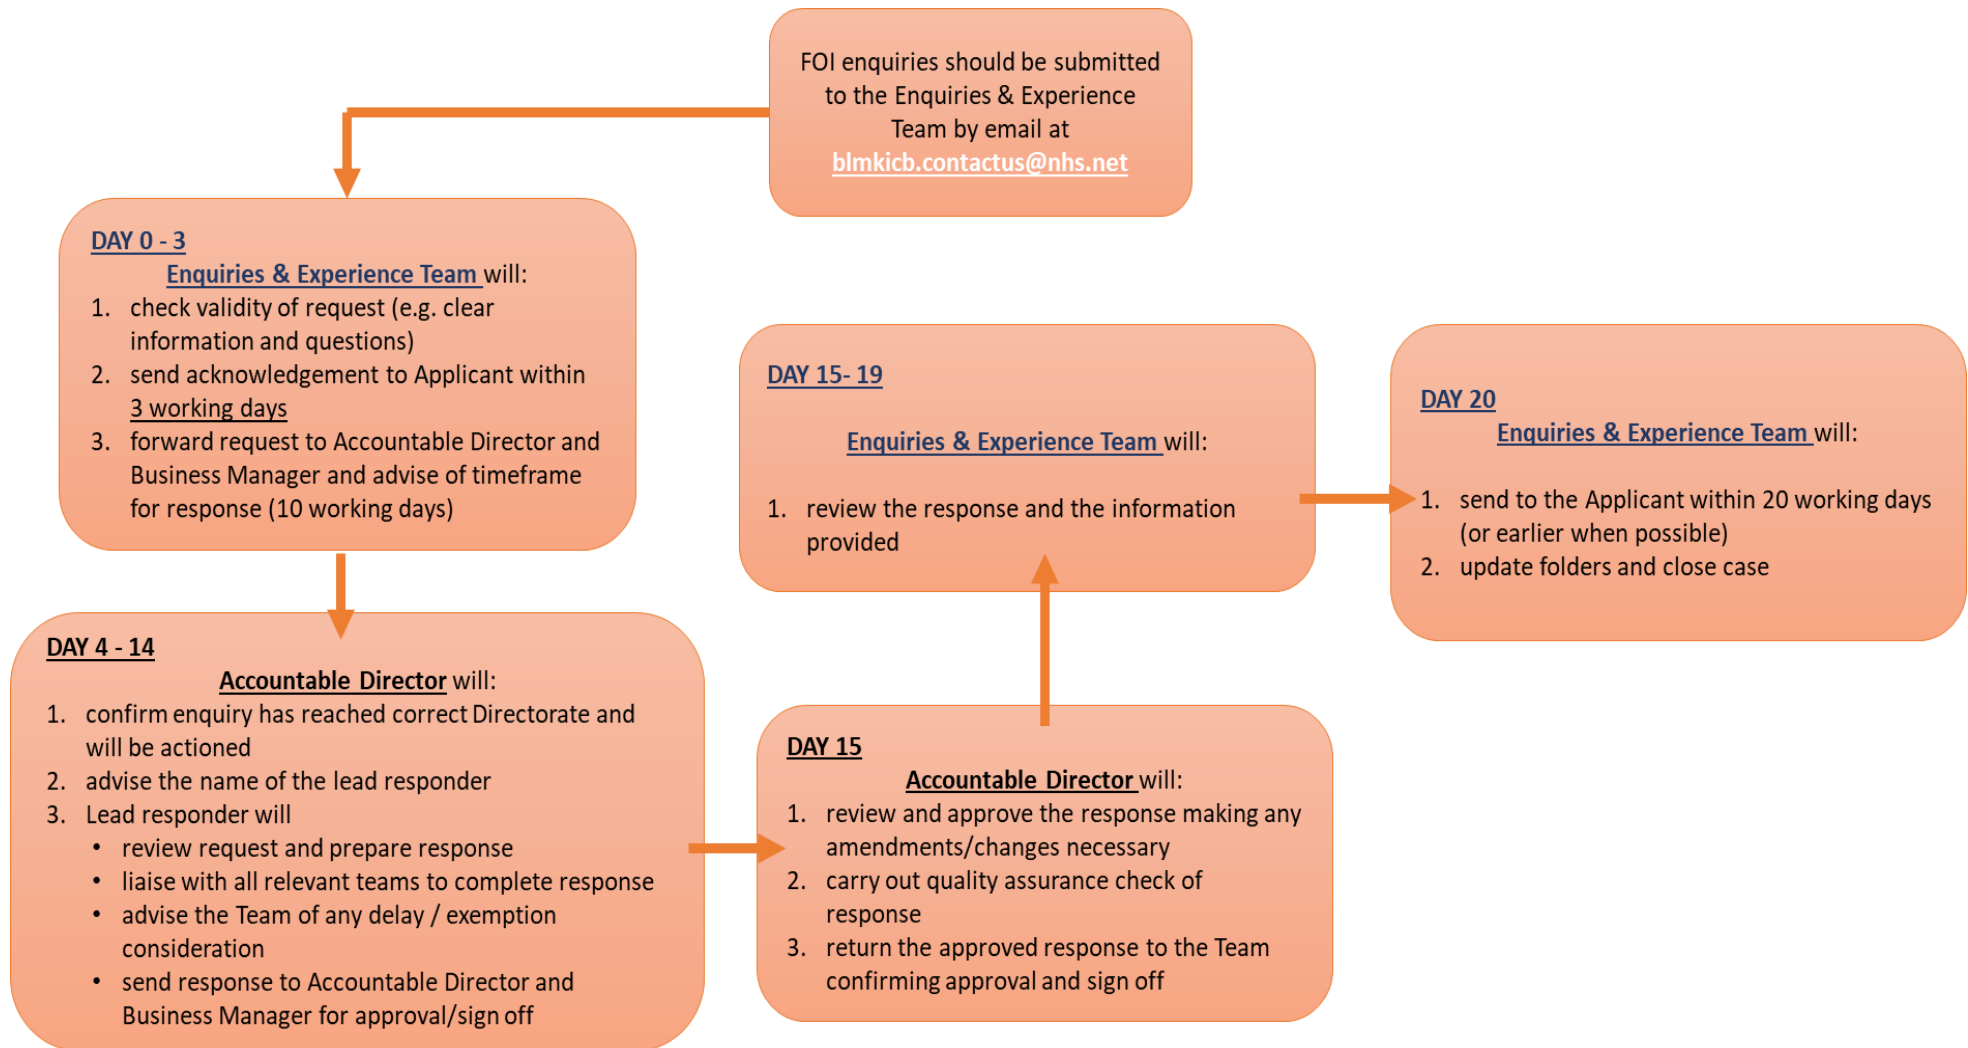 FOI enquiries should be submitted
to the Enquiries & Experience
Team by email at
blmkicb.contactus@nhs.net
DAY 0 - 3
Enquiries & Experience Team will:
1. check validity of request (e.g. clear
information and questions)
2. send acknowledgement to Applicant within
3 working days
3. forward request to Accountable Director and
Business Manager and advise of timeframe
for response (10 working days)
DAY 4 - 14
Accountable Director will:
1. confirm enquiry has reached correct Directorate and
will be actioned
2. advise the name of the lead responder
3. Lead responder will
• review request and prepare response
• liaise with all relevant teams to complete response
• advise the Team of any delay / exemption
consideration
• send response to Accountable Director and
Business Manager for approval/sign off
DAY 15
Accountable Director will:
1. review and approve the response making any
amendments/changes necessary
2. carry out quality assurance check of
response
3. return the approved response to the Team
confirming approval and sign off
DAY 15- 19
Enquiries & Experience Team will:
1. review the response and the information
provided
DAY 20
Enquiries & Experience Team will:
1. send to the Applicant within 20 working days
(or earlier when possible)
2. update folders and close case